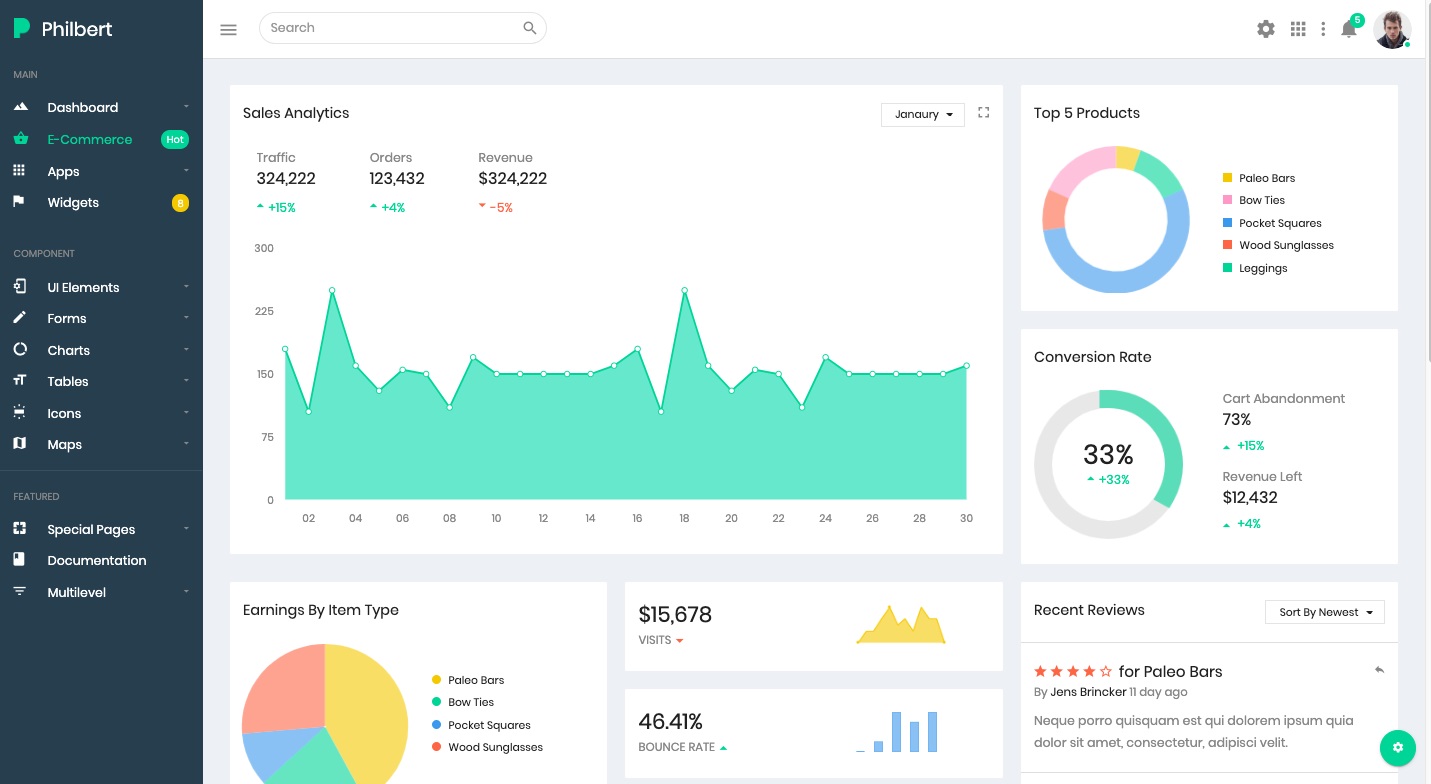 Philbert
Search
5
MAIN
Dashboard
E-Commerce Hot
Apps
Widgets 8
COMPONENT
UI Elements
Forms
Charts
Tables
Icons
Maps
FEATURED
Special Pages
Documentation
Multilevel
Sales Analytics
Janaury
Traffic Orders Revenue
324,222 123,432 $324,222
+15% +4% -5%
300
225
150
75
0
02 04 06 08 10 12 14 16 18 20 22 24 26 28 30
Top 5 Products
Paleo Bars
Bow Ties
Pocket Squares
Wood Sunglasses
Leggings
Conversion Rate
33%
+33%
Cart Abandonment
73%
+15%
Revenue Left
$12,432
+4%
Earnings By Item Type
Paleo Bars
Bow Ties
Pocket Squares
Wood Sunglasses
$15,678
VISITS
46.41%
BOUNCE RATE
Recent Reviews
Sort By Newest
for Paleo Bars
By Jens Brincker 11 day ago
Neque porro quisquam est qui dolorem ipsum quia
dolor sit amet, consectetur, adipisci velit.